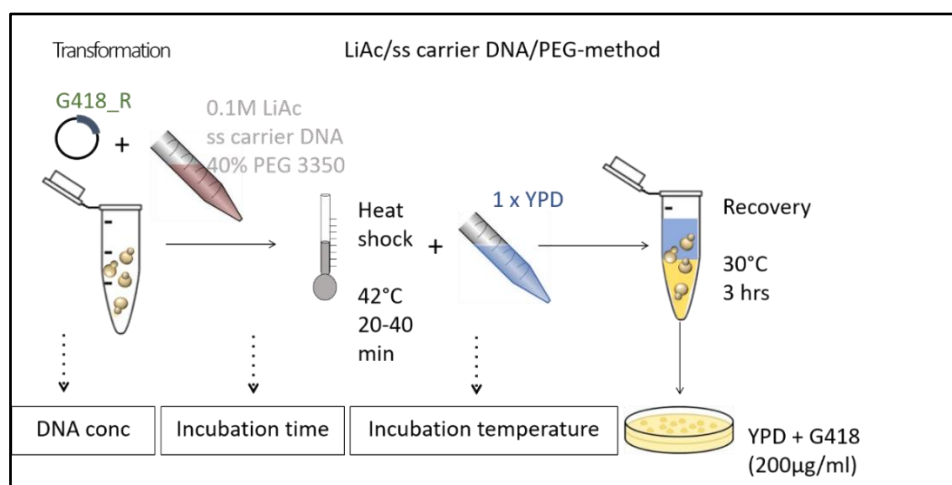 Transformation
LiAc/ss carrier DNA/PEG-method
G418_R
+
0.1M LiAc
ss carrier DNA
40% PEG 3350
Heat
shock
42°C
20-40
min
+
1 x YPD
Recovery
30°C
3 hrs
DNA conc
Incubation time
Incubation temperature
YPD + G418
(200µg/ml)